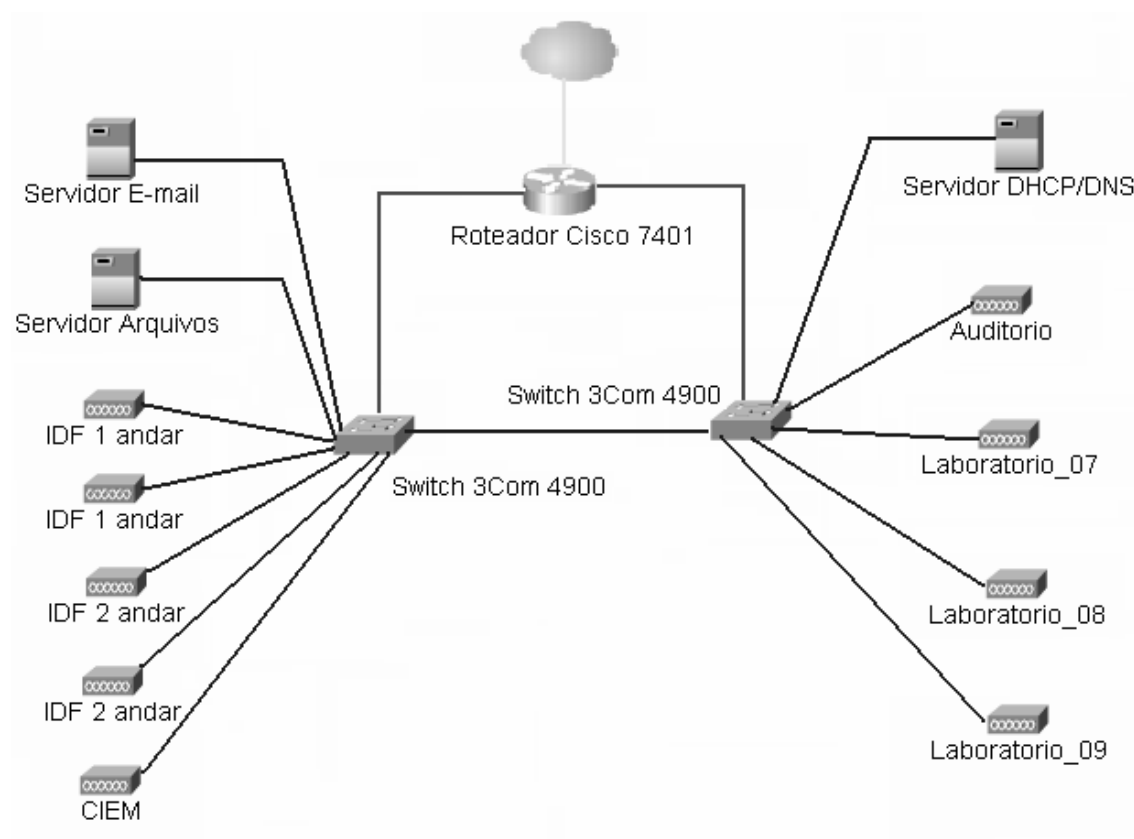 Servidor E-mail
Servidor DHCP/DNS
Roteador Cisco 7401
Servidor Arquivos
Auditorio
Switch 3Com 4900
IDF 1 andar
Laboratorio_07
Switch 3Com 4900
IDF 1 andar
IDF 2 andar
Laboratorio_08
IDF 2 andar
Laboratorio_09
CIEM